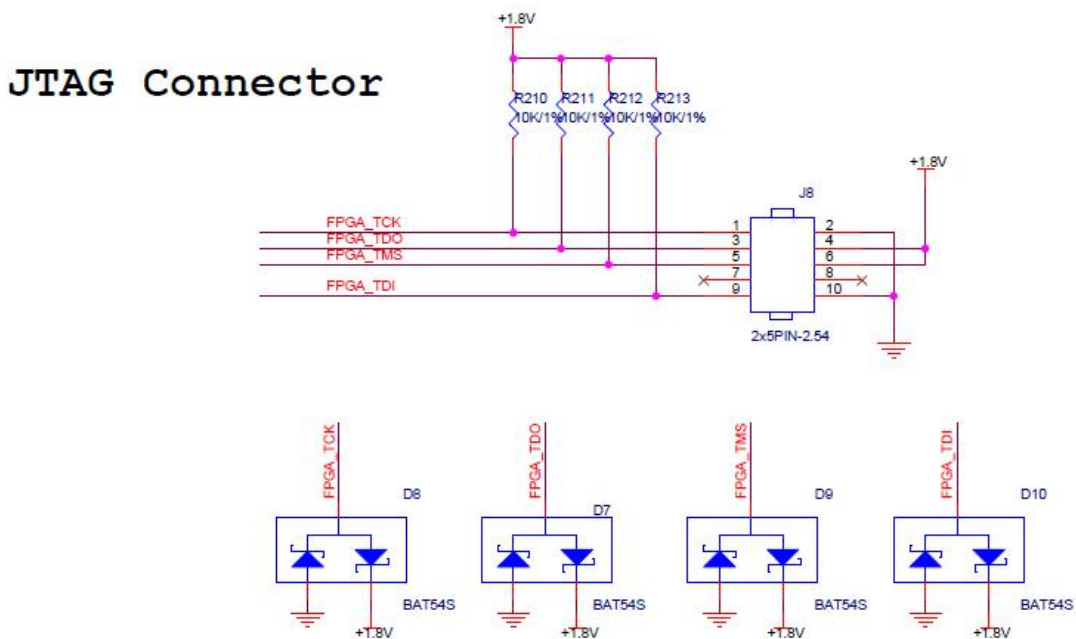 +1.8V
JTAG Connector
R210 R211 R212 R213
10K/1% 10K/1% 10K/1% 10K/1%
+1.8V
J8
FPGA_TCK 1 2
FPGA_TDO 3 4
FPGA_TMS 5 6
7 8
FPGA_TDI 9 10
2x5PIN-2.54
FPGA_TCK FPGA_TDO FPGA_TMS FPGA_TDI
D8 D7 D9 D10
BAT54S BAT54S BAT54S BAT54S
+1.8V +1.8V +1.8V +1.8V